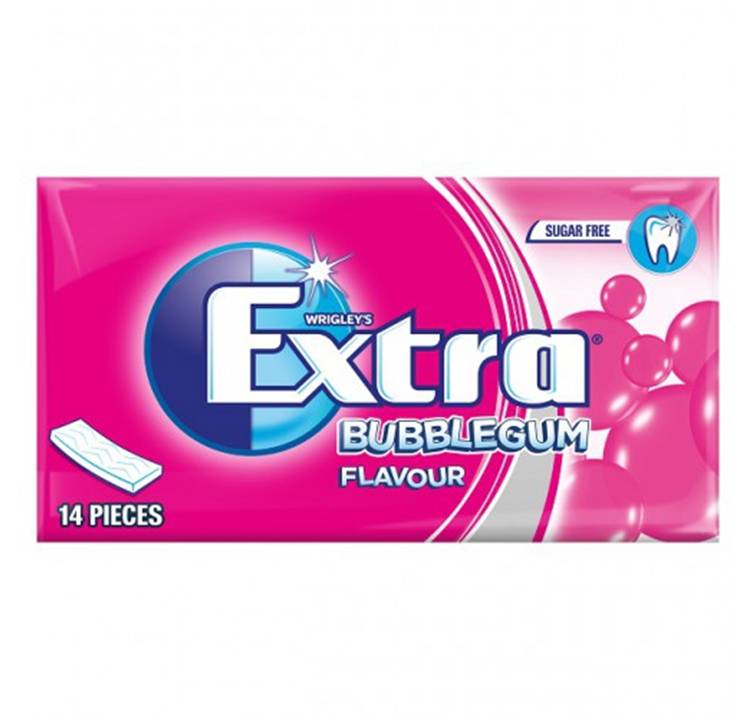 SUGAR FREE
WRIGLEY'S
Extra®
BUBBLEGUM
FLAVOUR
14 PIECES